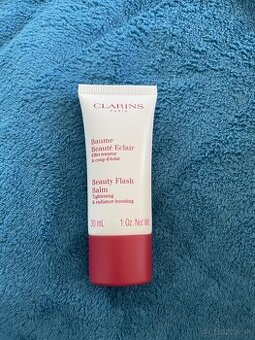 CLARINS
PARIS
Baume
Beauté Eclair
Effet tenseur
& coup d'éclat
Beauty Flash
Balm
Tightening
& radiance boosting
30 mL 1 Oz. Net Wt.